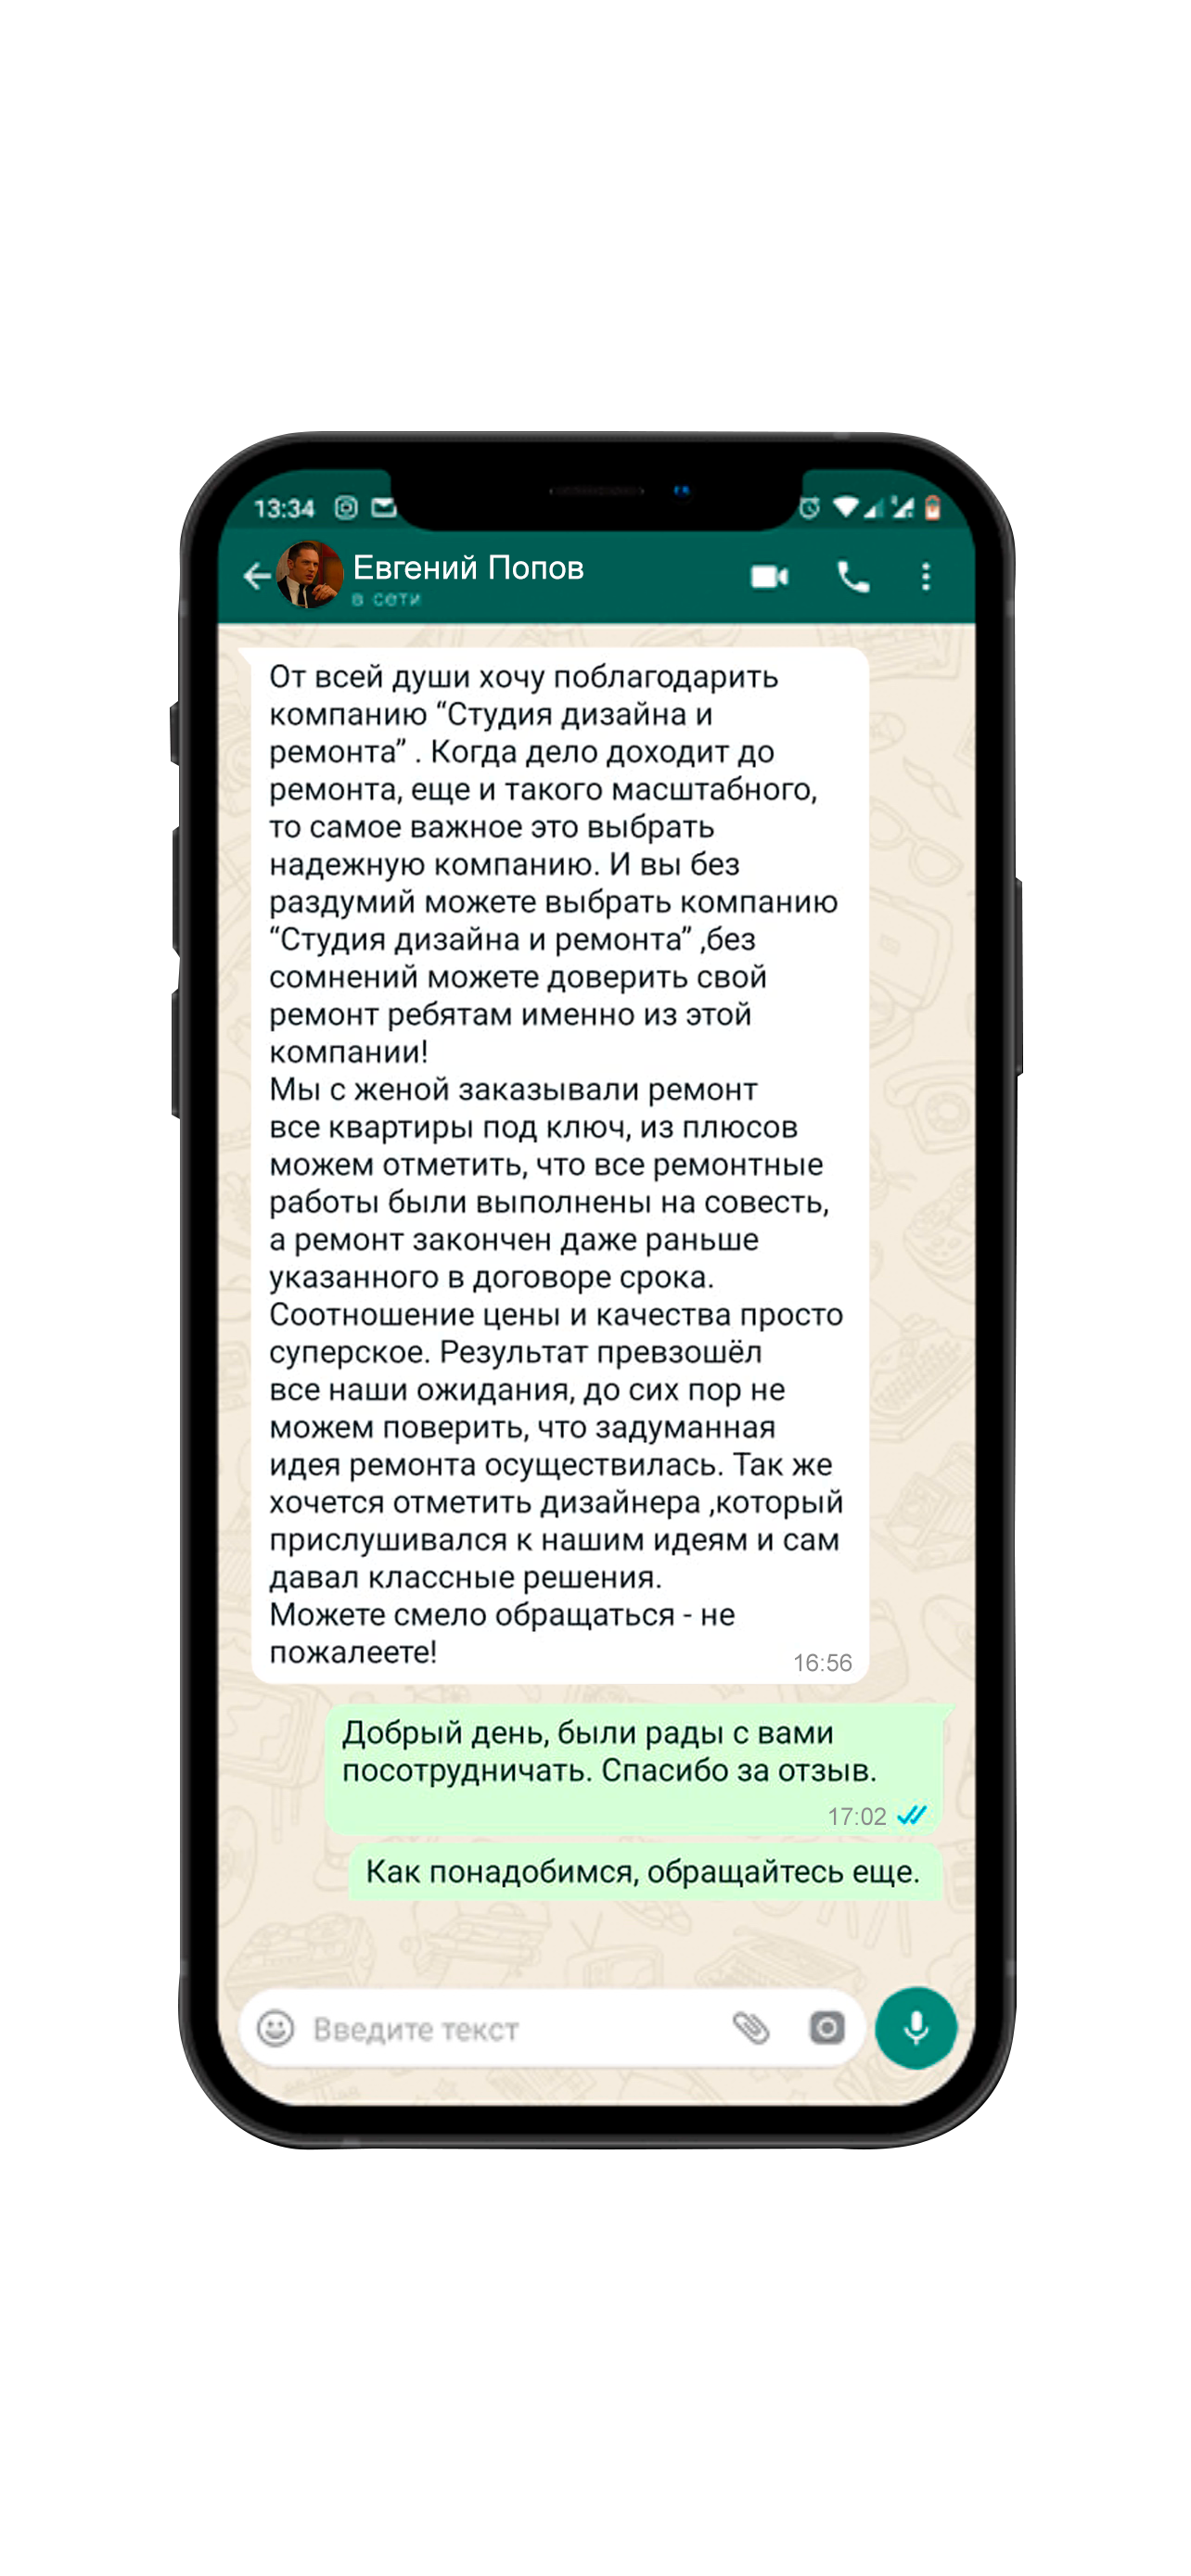 13:34
Евгений Попов
в сети
От всей души хочу поблагодарить
компанию “Студия дизайна и
ремонта” . Когда дело доходит до
ремонта, еще и такого масштабного,
то самое важное это выбрать
надежную компанию. И вы без
раздумий можете выбрать компанию
“Студия дизайна и ремонта” ,без
сомнений можете доверить свой
ремонт ребятам именно из этой
компании!
Мы с женой заказывали ремонт
все квартиры под ключ, из плюсов
можем отметить, что все ремонтные
работы были выполнены на совесть,
а ремонт закончен даже раньше
указанного в договоре срока.
Соотношение цены и качества просто
суперское. Результат превзошёл
все наши ожидания, до сих пор не
можем поверить, что задуманная
идея ремонта осуществилась. Так же
хочется отметить дизайнера ,который
прислушивался к нашим идеям и сам
давал классные решения.
Можете смело обращаться - не
пожалеете!
16:56
Добрый день, были рады с вами
посотрудничать. Спасибо за отзыв.
17:02
Как понадобимся, обращайтесь еще.
Введите текст